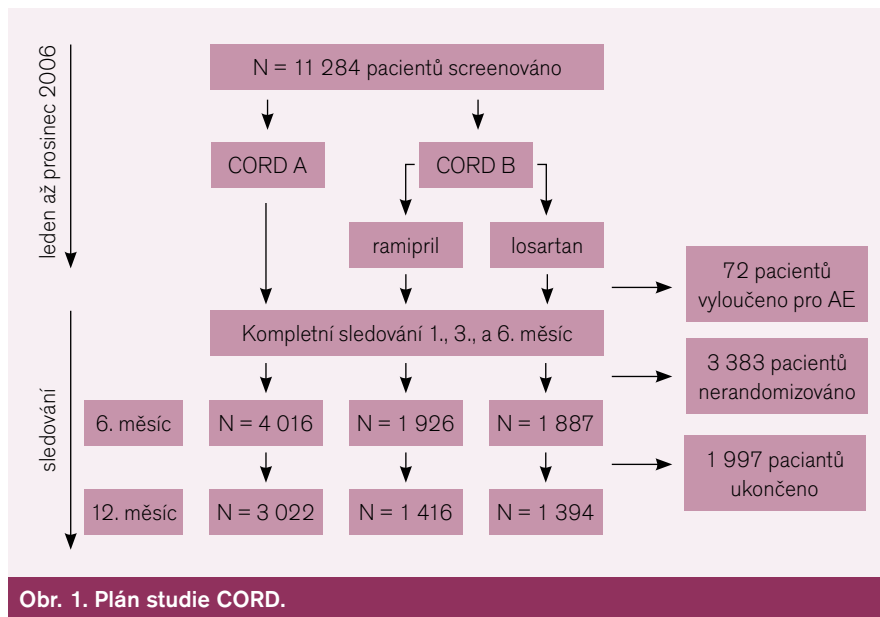 leden až prosinec 2006
N = 11 284 pacientů screenováno
CORD A
CORD B
ramipril
losartan
72 pacientů
vyloučeno pro AE
Kompletní sledování 1., 3., a 6. měsíc
3 383 pacientů
nerandomizováno
sledování
6. měsíc
N = 4 016
N = 1 926
N = 1 887
1 997 paciantů
ukončeno
12. měsíc
N = 3 022
N = 1 416
N = 1 394
Obr. 1. Plán studie CORD.